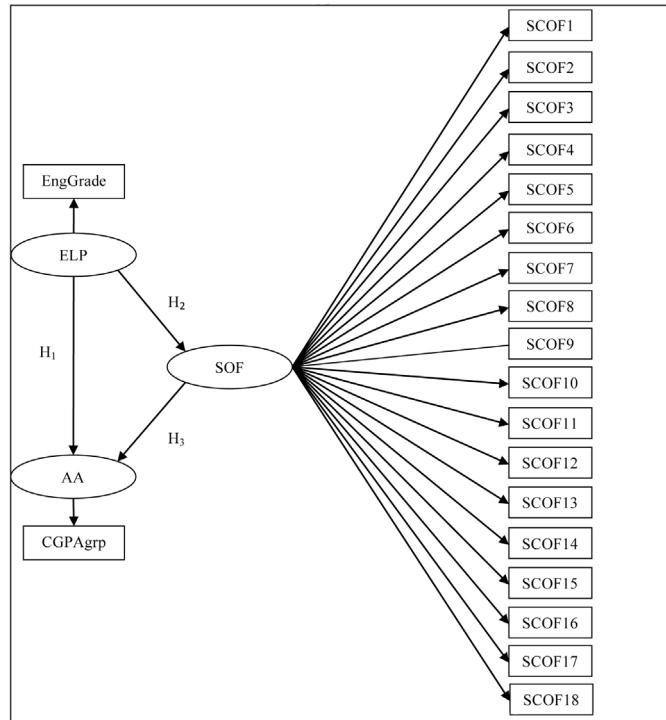 SCOF1
SCOF2
SCOF3
SCOF4
SCOF5
SCOF6
SCOF7
SCOF8
SCOF9
SCOF10
SCOF11
SCOF12
SCOF13
SCOF14
SCOF15
SCOF16
SCOF17
SCOF18
EngGrade
ELP
H₂
H₁
SOF
H₃
AA
CGPAgrp